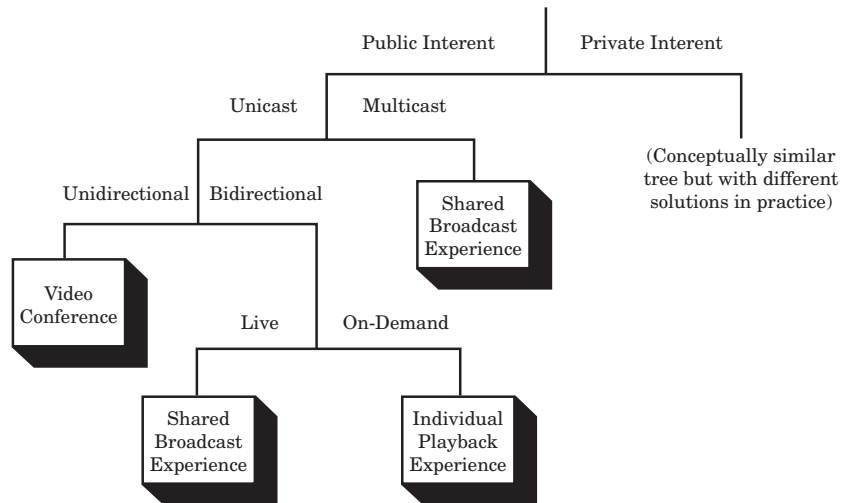 Public Interent
Private Interent
Unicast
Multicast
(Conceptually similar
tree but with different
solutions in practice)
Unidirectional
Bidirectional
Shared
Broadcast
Experience
Video
Conference
Live
On-Demand
Shared
Broadcast
Experience
Individual
Playback
Experience